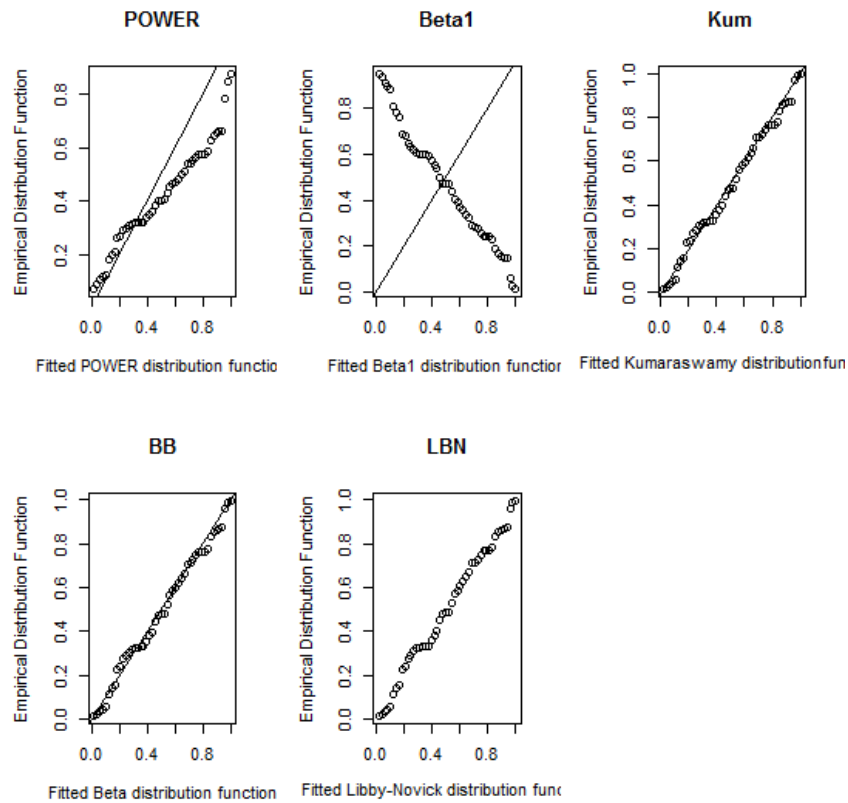 POWER
Empirical Distribution Function
0.2 0.4 0.6 0.8
0.0 0.4 0.8
Fitted POWER distribution functio
Beta1
Empirical Distribution Function
0.0 0.2 0.4 0.6 0.8
0.0 0.4 0.8
Fitted Beta1 distribution function
Kum
Empirical Distribution Function
0.0 0.2 0.4 0.6 0.8 1.0
0.0 0.4 0.8
Fitted Kumaraswamy distributionfun
BB
Empirical Distribution Function
0.0 0.2 0.4 0.6 0.8 1.0
0.0 0.4 0.8
Fitted Beta distribution function
LBN
Empirical Distribution Function
0.0 0.2 0.4 0.6 0.8 1.0
0.0 0.4 0.8
Fitted Libby-Novick distribution func